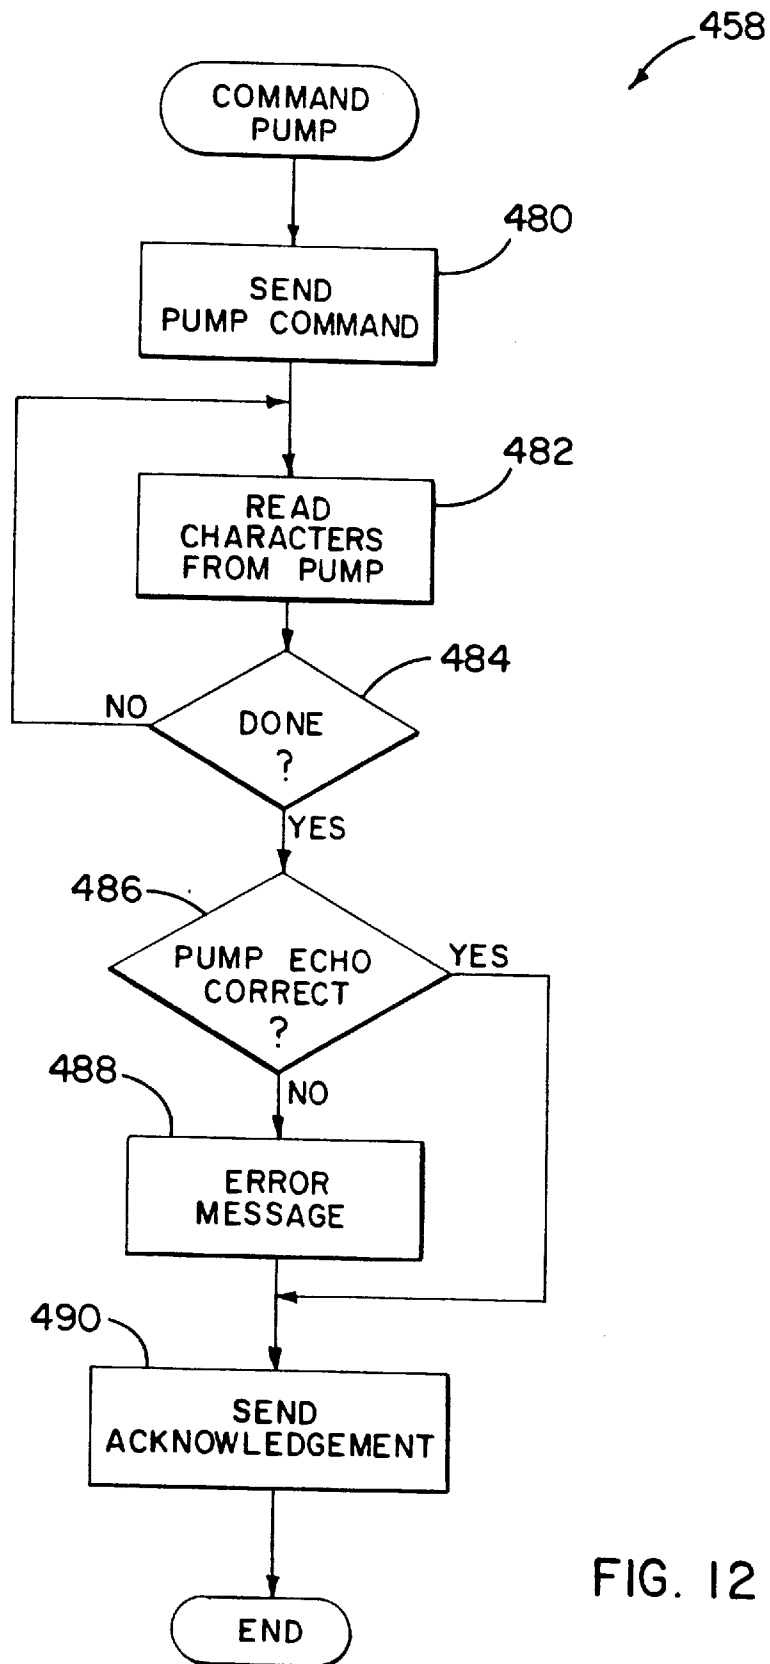 458
COMMAND
PUMP
480
SEND
PUMP COMMAND
482
READ
CHARACTERS
FROM PUMP
484
NO
DONE
?
YES
486
PUMP ECHO
CORRECT
?
YES
488
NO
ERROR
MESSAGE
490
SEND
ACKNOWLEDGEMENT
END
FIG. 12